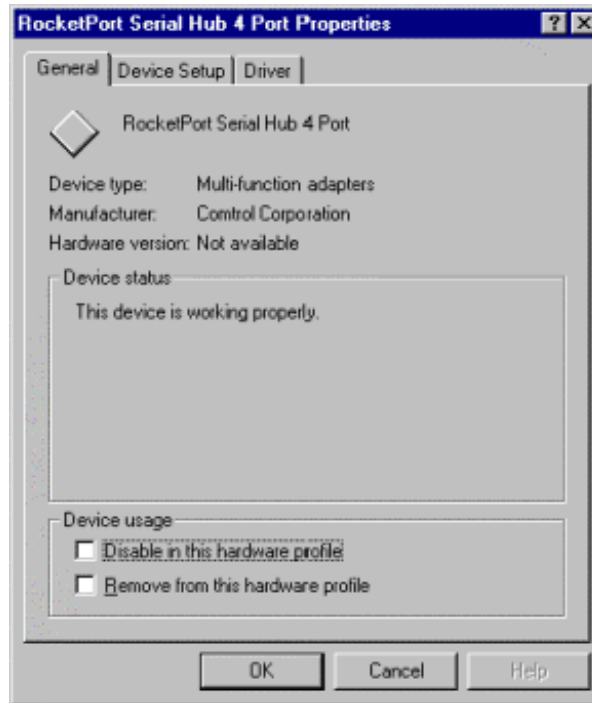 RocketPort Serial Hub 4 Port Properties ? X
General Device Setup Driver
RocketPort Serial Hub 4 Port
Device type: Multi-function adapters
Manufacturer: Comtrol Corporation
Hardware version: Not available
Device status
This device is working properly.
Device usage
Disable in this hardware profile
Remove from this hardware profile
OK Cancel Help